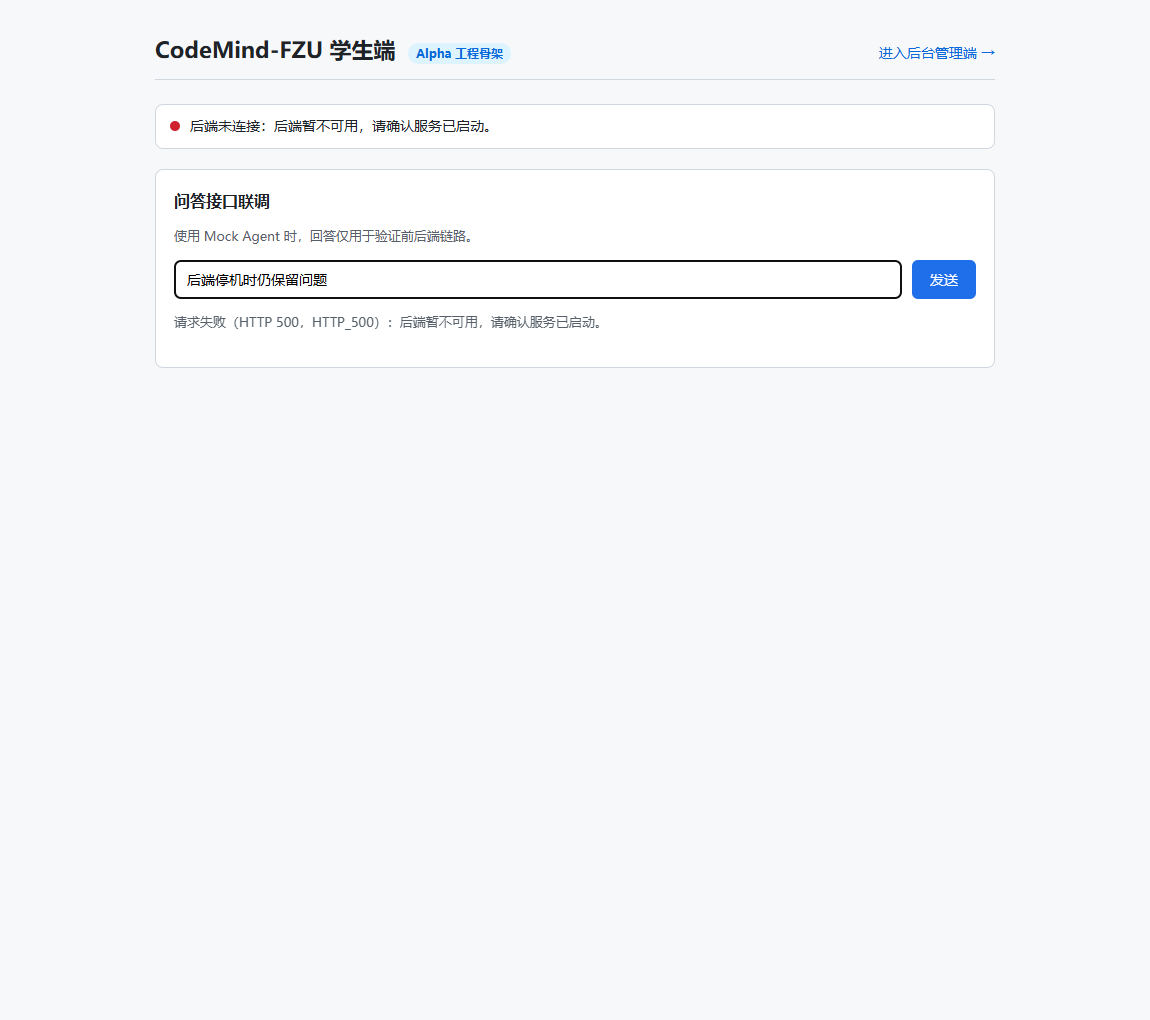 CodeMind-FZU 学生端 Alpha 工程骨架 进入后台管理端 →
后端未连接：后端暂不可用，请确认服务已启动。
问答接口联调
使用 Mock Agent 时，回答仅用于验证前后端链路。
后端停机时仍保留问题 发送
请求失败（HTTP 500，HTTP_500）：后端暂不可用，请确认服务已启动。